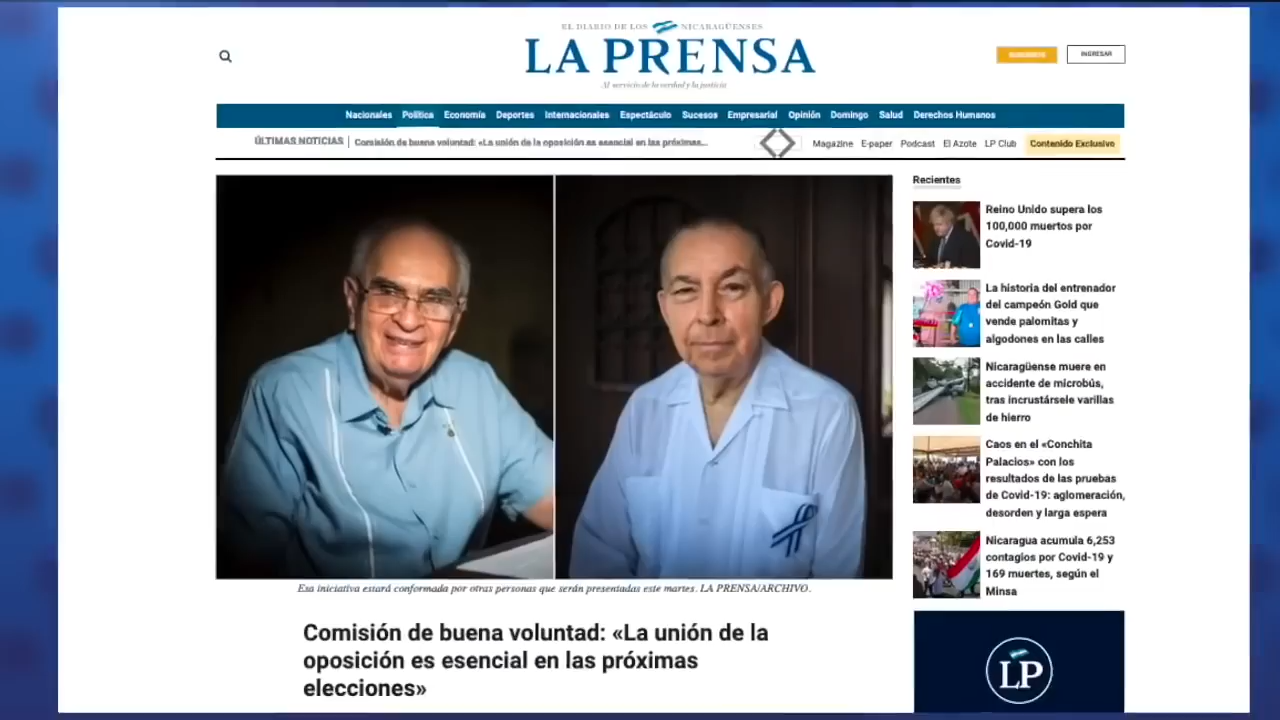 EL DIARIO DE LOS NICARAGÜENSES
LA PRENSA
Al servicio de la verdad y la justicia
SUSCRÍBETE
INGRESAR
Nacionales Política Economía Deportes Internacionales Espectáculo Sucesos Empresarial Opinión Domingo Salud Derechos Humanos
ÚLTIMAS NOTICIAS | Comisión de buena voluntad: «La unión de la oposición es esencial en las próximas...
Magazine E-paper Podcast El Azote LP Club Contenido Exclusivo
Esa iniciativa estará conformada por otras personas que serán presentadas este martes. LA PRENSA/ARCHIVO.
Comisión de buena voluntad: «La unión de la
oposición es esencial en las próximas
elecciones»
Recientes
Reino Unido supera los
100,000 muertos por
Covid-19
La historia del entrenador
del campeón Gold que
vende palomitas y
algodones en las calles
Nicaragüense muere en
accidente de microbús,
tras incrustársele varillas
de hierro
Caos en el «Conchita
Palacios» con los
resultados de las pruebas
de Covid-19: aglomeración,
desorden y larga espera
Nicaragua acumula 6,253
contagios por Covid-19 y
169 muertes, según el
Minsa
LP